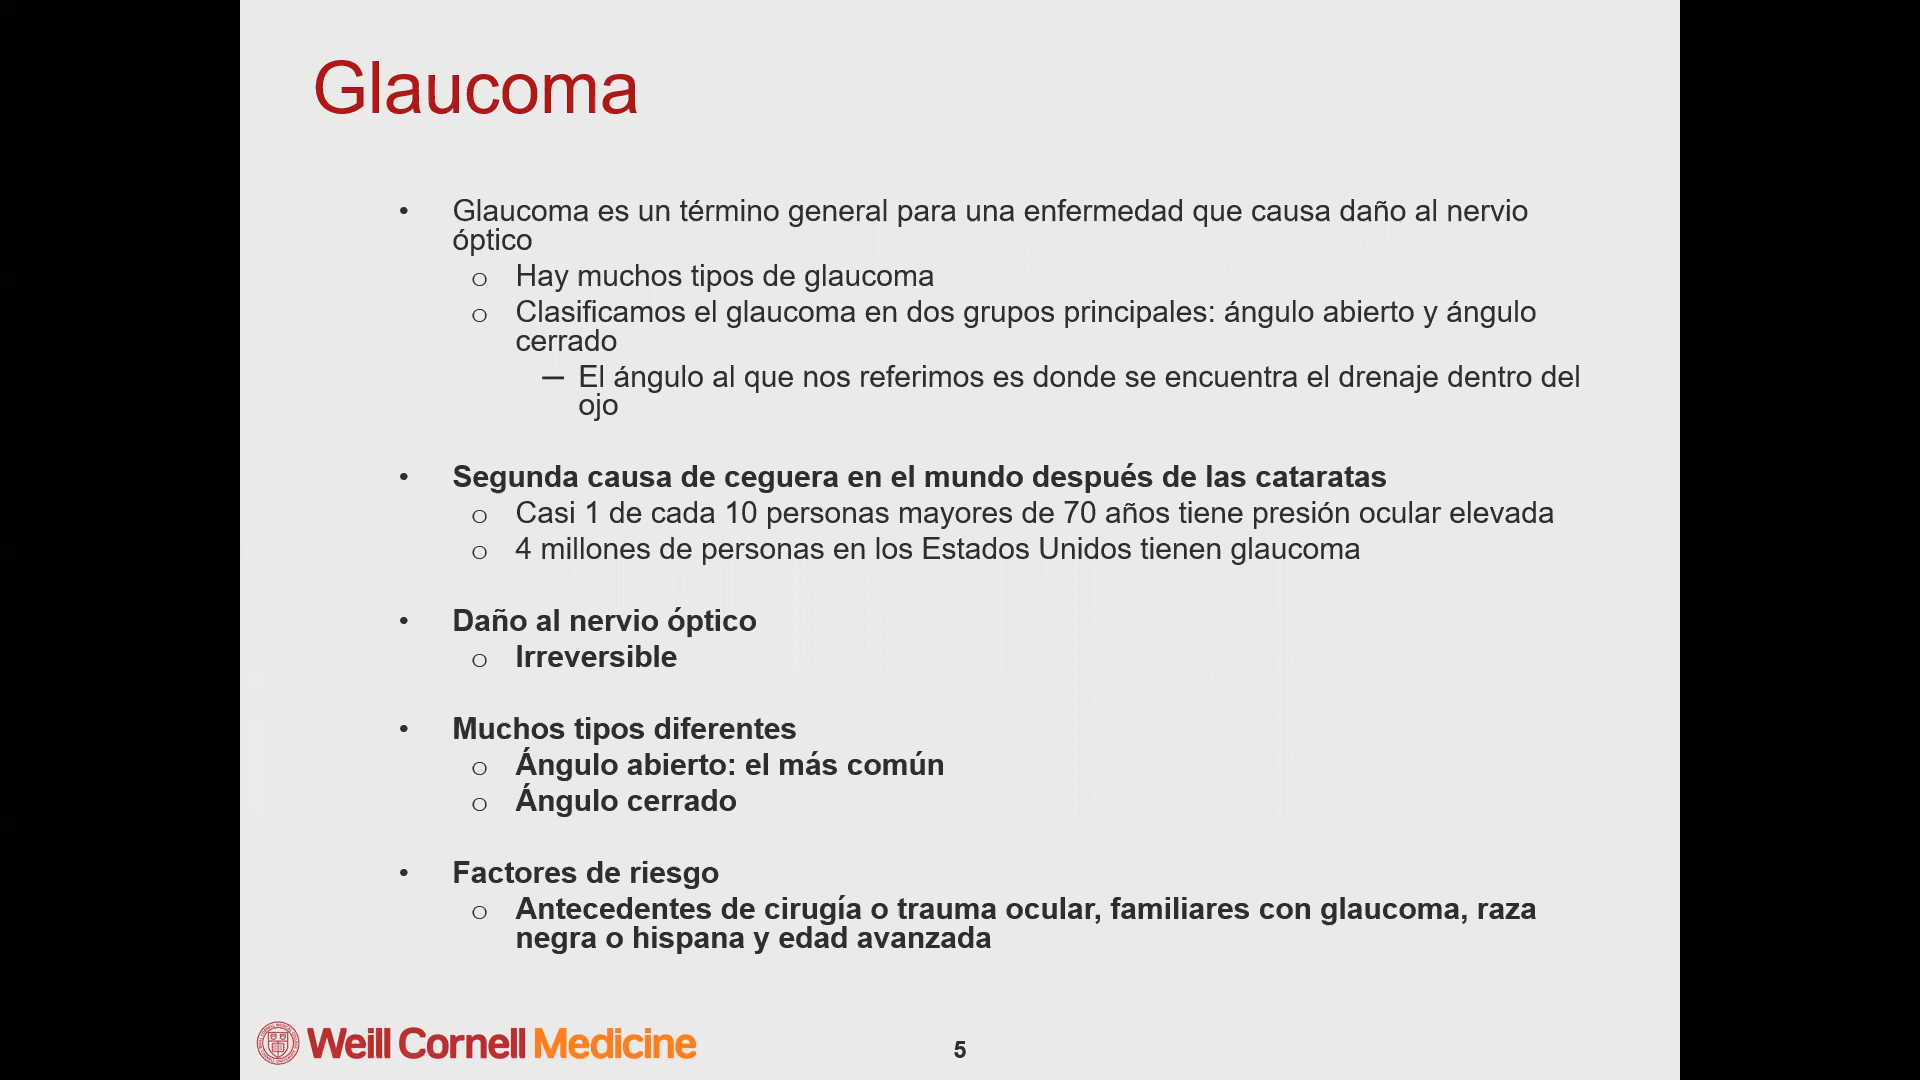 Glaucoma
• Glaucoma es un término general para una enfermedad que causa daño al nervio
óptico
o Hay muchos tipos de glaucoma
o Clasificamos el glaucoma en dos grupos principales: ángulo abierto y ángulo
cerrado
— El ángulo al que nos referimos es donde se encuentra el drenaje dentro del
ojo
• Segunda causa de ceguera en el mundo después de las cataratas
o Casi 1 de cada 10 personas mayores de 70 años tiene presión ocular elevada
o 4 millones de personas en los Estados Unidos tienen glaucoma
• Daño al nervio óptico
o Irreversible
• Muchos tipos diferentes
o Ángulo abierto: el más común
o Ángulo cerrado
• Factores de riesgo
o Antecedentes de cirugía o trauma ocular, familiares con glaucoma, raza
negra o hispana y edad avanzada
Weill Cornell Medicine
5